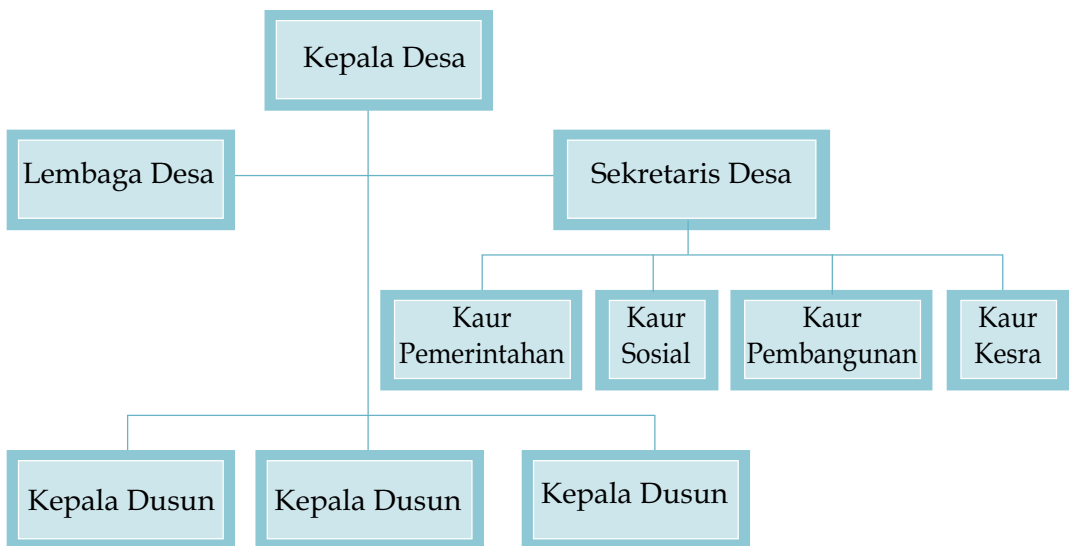 Kepala Desa
Lembaga Desa
Sekretaris Desa
Kaur
Pemerintahan
Kaur
Sosial
Kaur
Pembangunan
Kaur
Kesra
Kepala Dusun
Kepala Dusun
Kepala Dusun